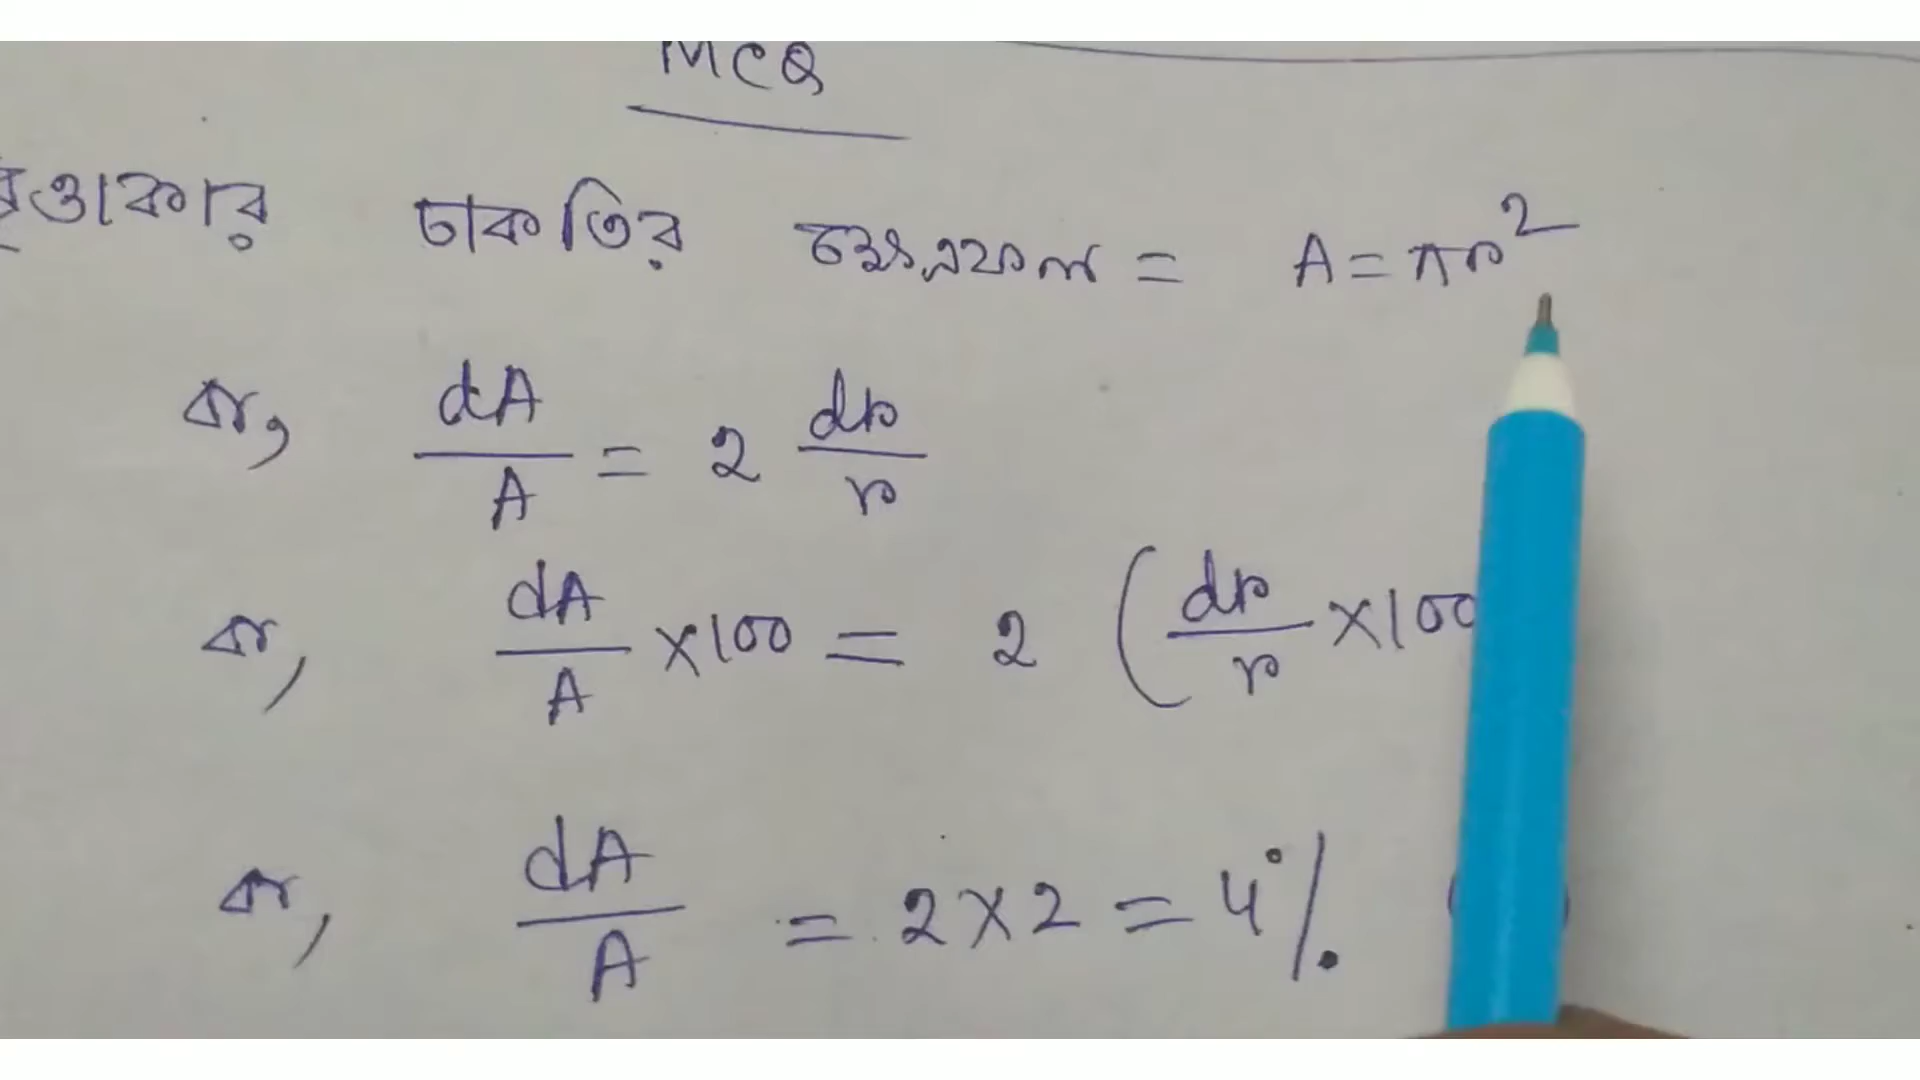 MCQ
বৃত্তাকার চাকতির ক্ষেত্রফল = A = πr²
বা, dA/A = 2 dr/r
বা, dA/A × 100 = 2 (dr/r × 100
বা, dA/A = 2 × 2 = 4%